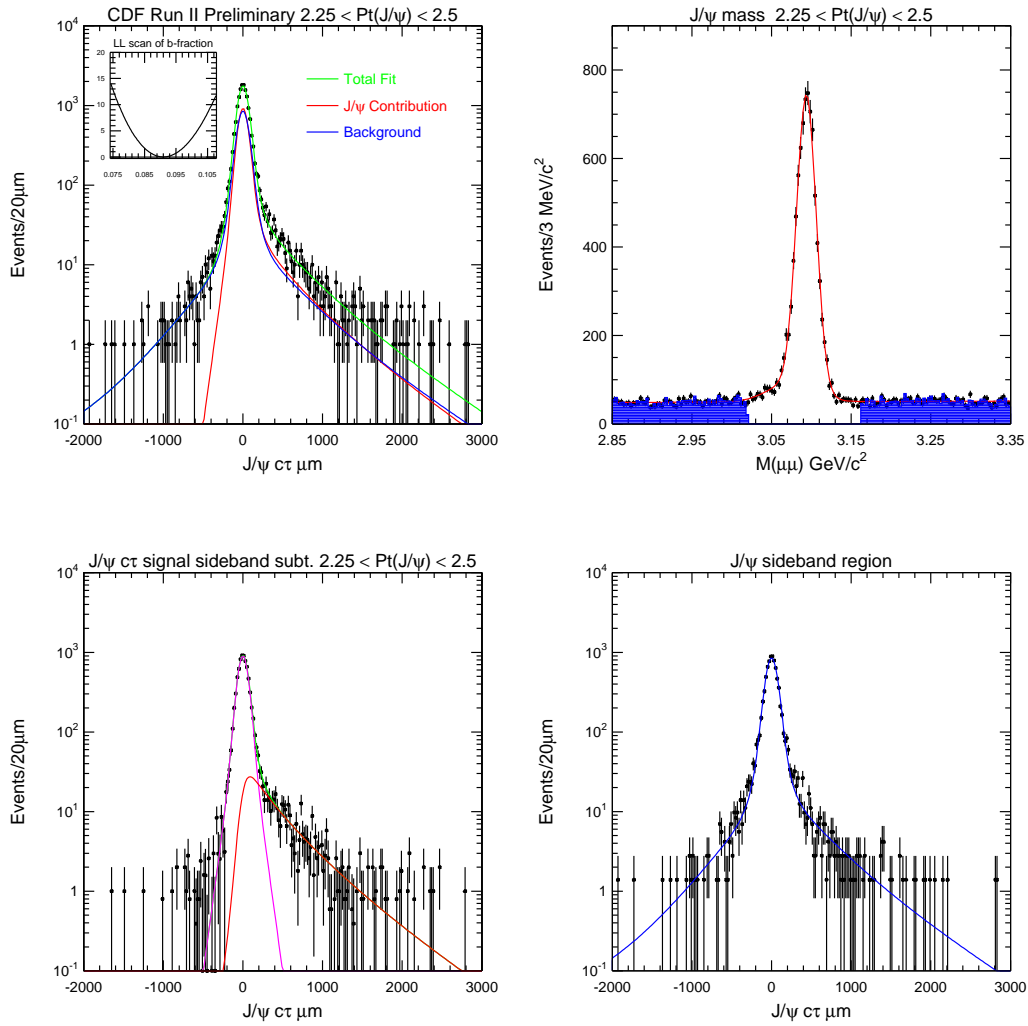 CDF Run II Preliminary 2.25 < Pt(J/ψ) < 2.5
LL scan of b-fraction
20
15
10
5
0
0.075 0.085 0.095 0.105
Total Fit
J/ψ Contribution
Background
Events/20μm
10⁴
10³
10²
10
1
10⁻¹
-2000 -1000 0 1000 2000 3000
J/ψ cτ μm
J/ψ mass 2.25 < Pt(J/ψ) < 2.5
Events/3 MeV/c²
800
600
400
200
0
2.85 2.95 3.05 3.15 3.25 3.35
M(μμ) GeV/c²
J/ψ cτ signal sideband subt. 2.25 < Pt(J/ψ) < 2.5
Events/20μm
10⁴
10³
10²
10
1
10⁻¹
-2000 -1000 0 1000 2000 3000
J/ψ cτ μm
J/ψ sideband region
Events/20μm
10⁴
10³
10²
10
1
10⁻¹
-2000 -1000 0 1000 2000 3000
J/ψ cτ μm